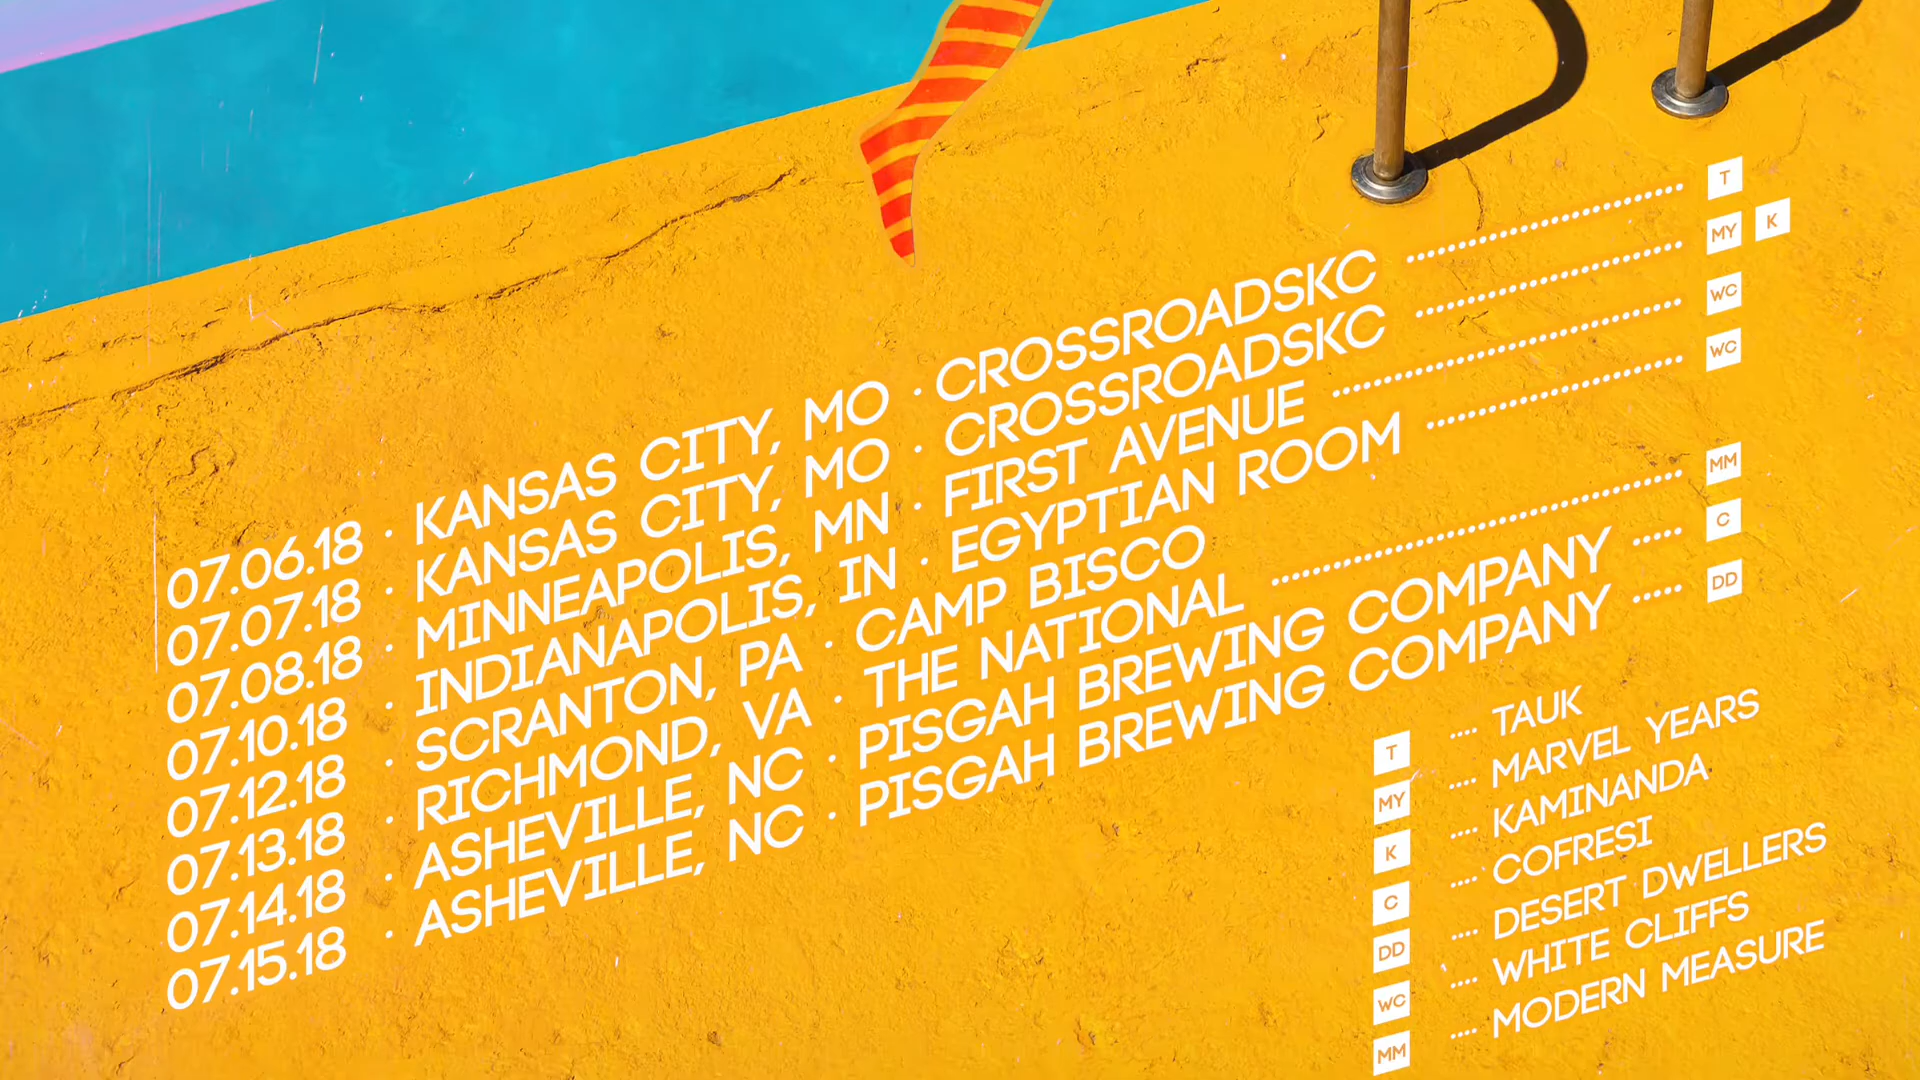 07.06.18 · KANSAS CITY, MO · CROSSROADSKC .................... T
07.07.18 · KANSAS CITY, MO · CROSSROADSKC .................... MY K
07.08.18 · MINNEAPOLIS, MN · FIRST AVENUE .................... WC
07.10.18 · INDIANAPOLIS, IN · EGYPTIAN ROOM .................... WC
07.12.18 · SCRANTON, PA · CAMP BISCO
07.13.18 · RICHMOND, VA · THE NATIONAL .................... MM
07.14.18 · ASHEVILLE, NC · PISGAH BREWING COMPANY ..... C
07.15.18 · ASHEVILLE, NC · PISGAH BREWING COMPANY ..... DD
T .... TAUK
MY .... MARVEL YEARS
K .... KAMINANDA
C .... COFRESI
DD .... DESERT DWELLERS
WC .... WHITE CLIFFS
MM .... MODERN MEASURE